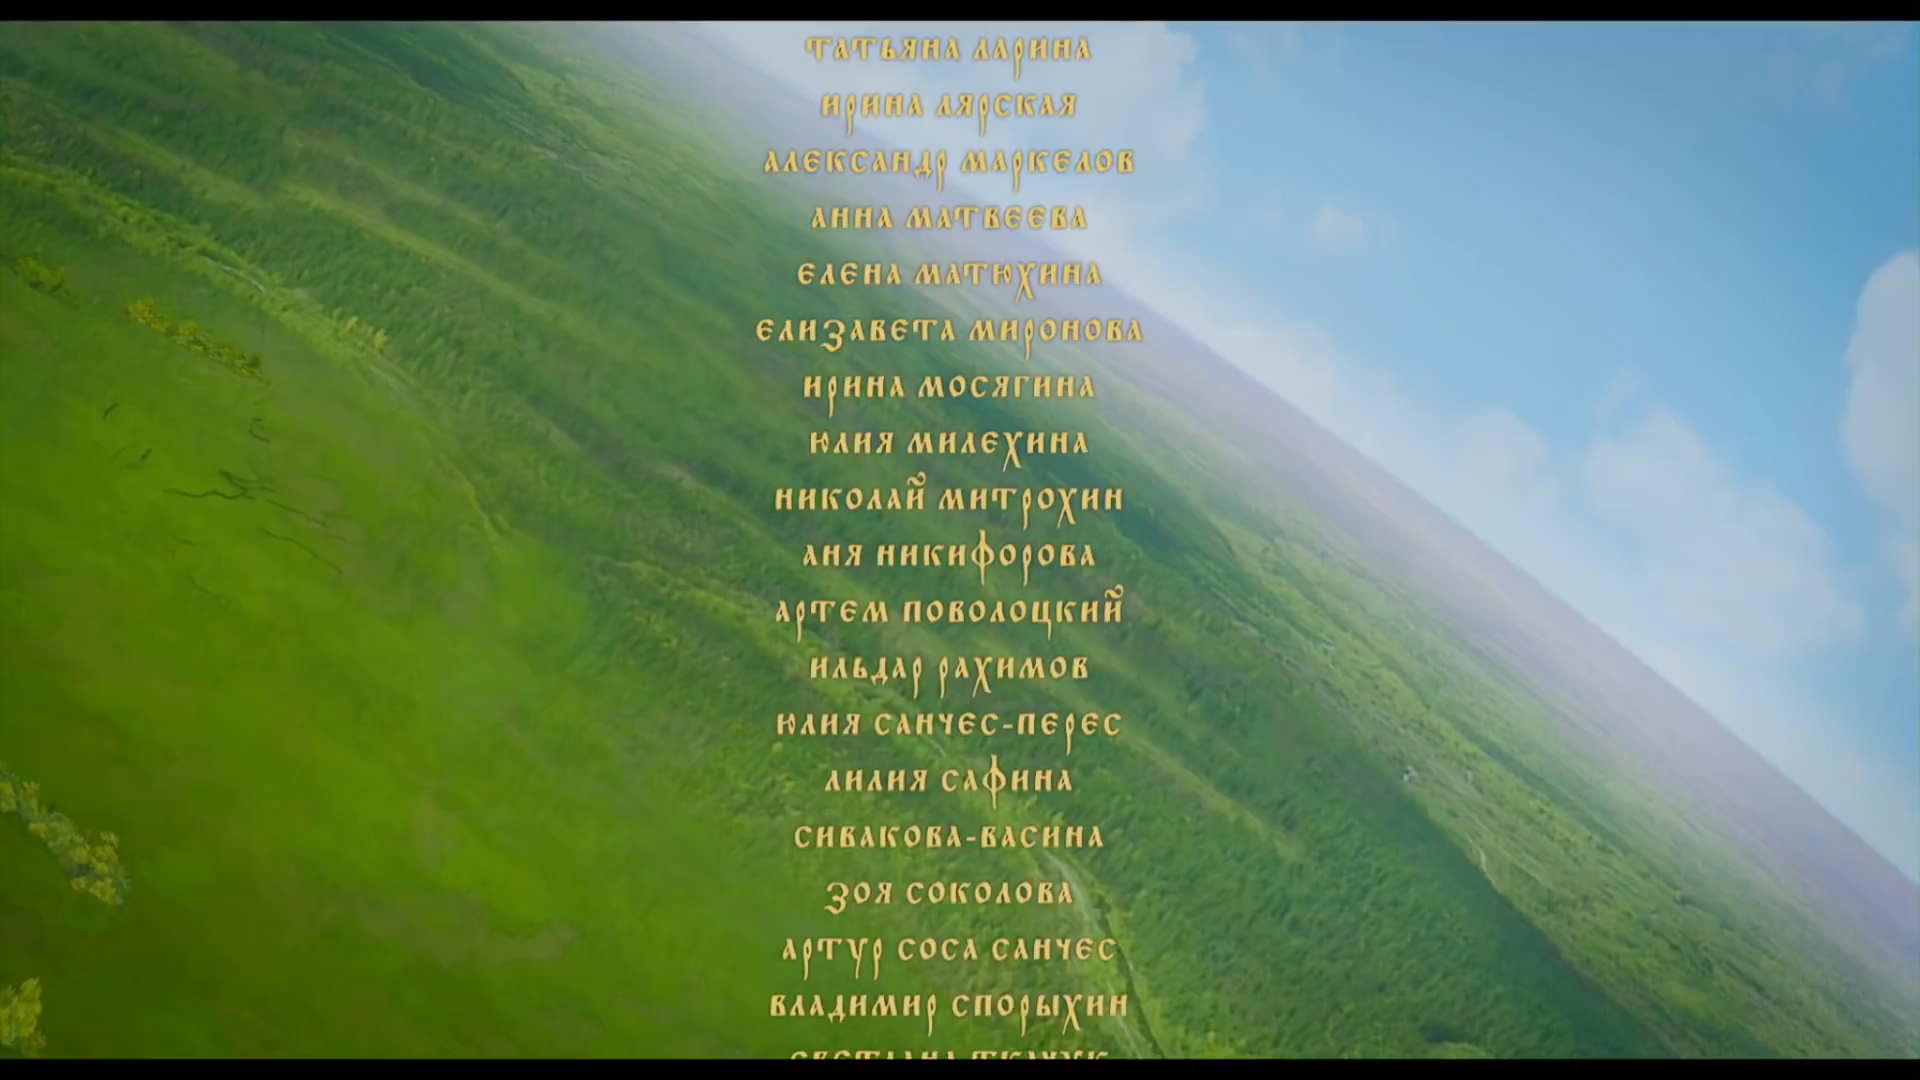 ТАТЬЯНА ЛАРИНА
ИРИНА ЛЯРСКАЯ
АЛЕКСАНДР МАРКЕЛОВ
АННА МАТВЕЕВА
ЕЛЕНА МАТЮХИНА
ЕЛИЗАВЕТА МИРОНОВА
ИРИНА МОСЯГИНА
ЮЛИЯ МИЛЕХИНА
НИКОЛАЙ МИТРОХИН
АНЯ НИКИФОРОВА
АРТЕМ ПОВОЛОЦКИЙ
ИЛЬДАР РАХИМОВ
ЮЛИЯ САНЧЕС-ПЕРЕС
ЛИЛИЯ САФИНА
СИВАКОВА-ВАСИНА
ЗОЯ СОКОЛОВА
АРТУР СОСА САНЧЕС
ВЛАДИМИР СПОРЫХИН
СВЕТЛАНА ТКАЧУК